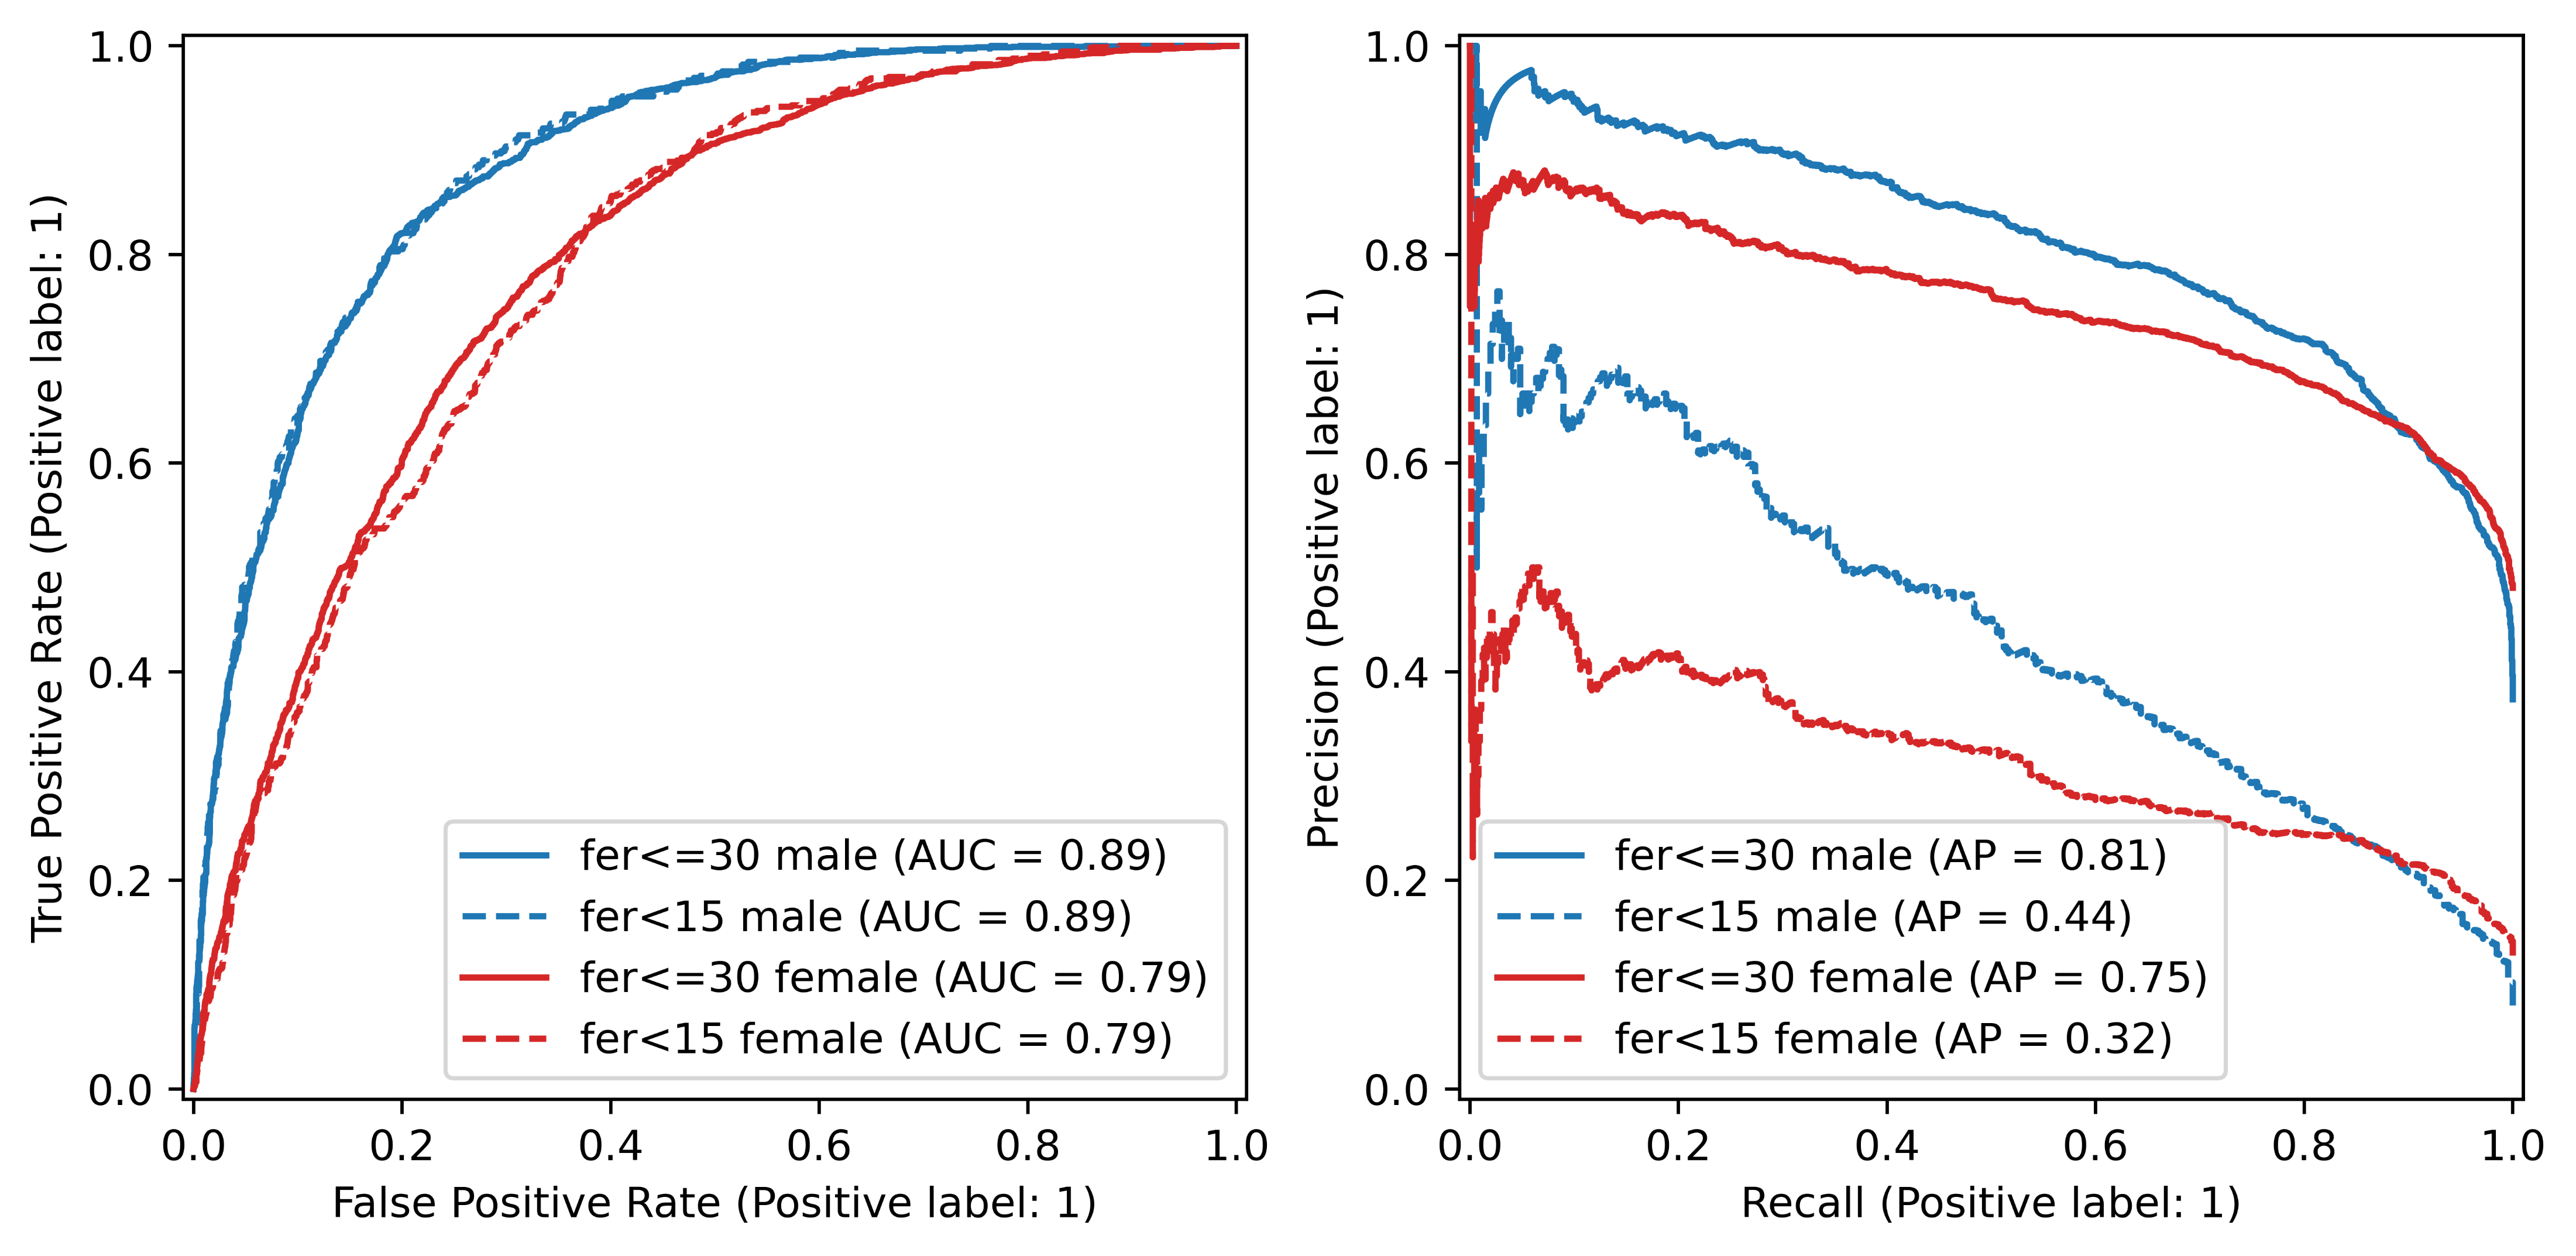 True Positive Rate (Positive label: 1)
1.0
0.8
0.6
0.4
0.2
0.0
fer<=30 male (AUC = 0.89)
fer<15 male (AUC = 0.89)
fer<=30 female (AUC = 0.79)
fer<15 female (AUC = 0.79)
0.0 0.2 0.4 0.6 0.8 1.0
False Positive Rate (Positive label: 1)
Precision (Positive label: 1)
1.0
0.8
0.6
0.4
0.2
0.0
fer<=30 male (AP = 0.81)
fer<15 male (AP = 0.44)
fer<=30 female (AP = 0.75)
fer<15 female (AP = 0.32)
0.0 0.2 0.4 0.6 0.8 1.0
Recall (Positive label: 1)